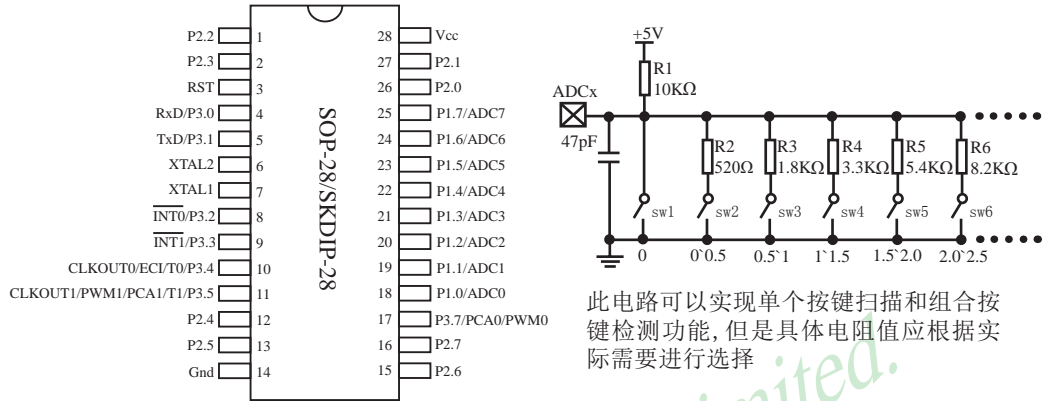 P2.2 1
P2.3 2
RST 3
RxD/P3.0 4
TxD/P3.1 5
XTAL2 6
XTAL1 7
INT0/P3.2 8
INT1/P3.3 9
CLKOUT0/ECI/T0/P3.4 10
CLKOUT1/PWM1/PCA1/T1/P3.5 11
P2.4 12
P2.5 13
Gnd 14
SOP-28/SKDIP-28
28 Vcc
27 P2.1
26 P2.0
25 P1.7/ADC7
24 P1.6/ADC6
23 P1.5/ADC5
22 P1.4/ADC4
21 P1.3/ADC3
20 P1.2/ADC2
19 P1.1/ADC1
18 P1.0/ADC0
17 P3.7/PCA0/PWM0
16 P2.7
15 P2.6
+5V
R1
10KΩ
ADCx
47pF
R2 R3 R4 R5 R6
520Ω 1.8KΩ 3.3KΩ 5.4KΩ 8.2KΩ
sw1 sw2 sw3 sw4 sw5 sw6
0 0`0.5 0.5`1 1`1.5 1.5`2.0 2.0`2.5
此电路可以实现单个按键扫描和组合按
键检测功能,但是具体电阻值应根据实
际需要进行选择